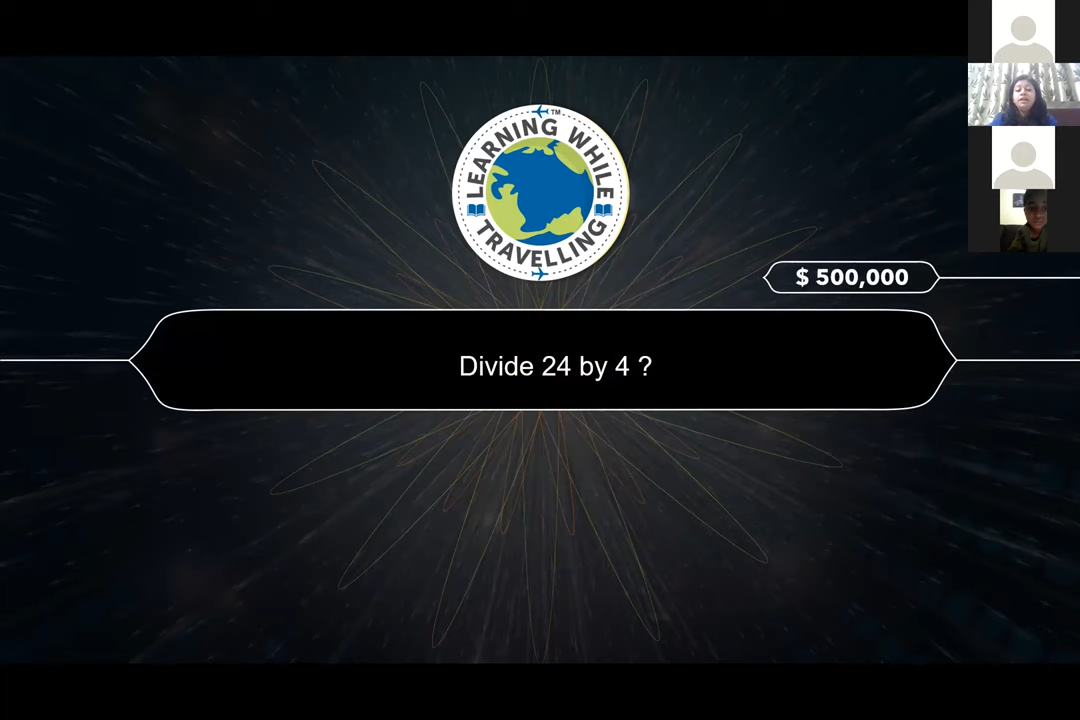 LEARNING WHILE
TRAVELLING
TM
$ 500,000
Divide 24 by 4 ?